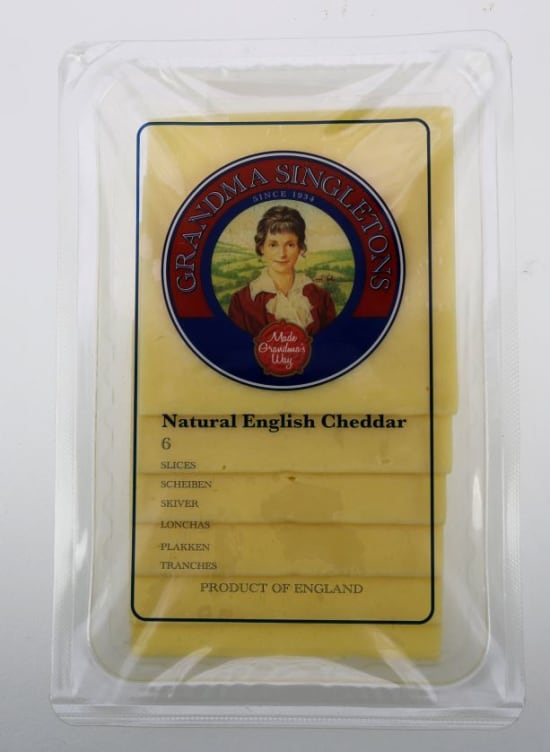 GRANDMA SINGLETONS
SINCE 1934
Made
Grandma's
Way
Natural English Cheddar
6
SLICES
SCHEIBEN
SKIVER
LONCHAS
PLAKKEN
TRANCHES
PRODUCT OF ENGLAND